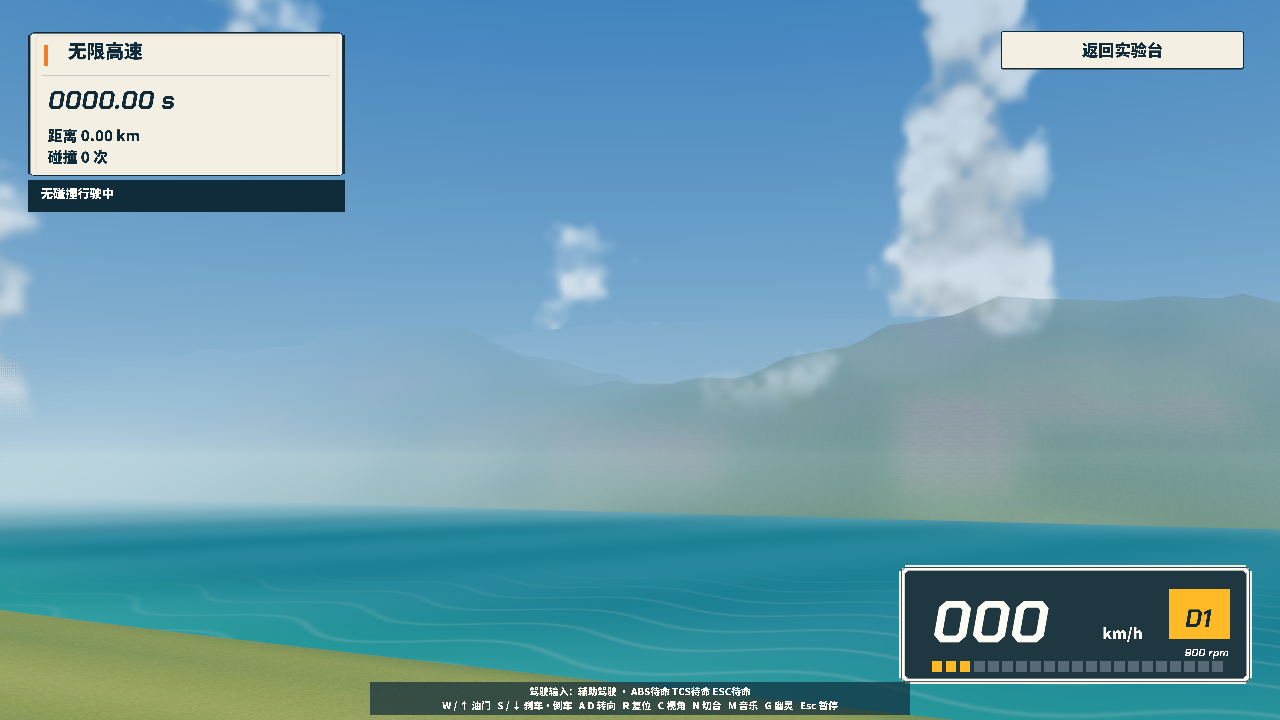 无限高速
返回实验台
0000.00 s
距离 0.00 km
碰撞 0 次
无碰撞行驶中
000 km/h D1
800 rpm
驾驶输入：辅助驾驶 · ABS待命 TCS待命 ESC待命
W / ↑ 油门 S / ↓ 刹车·倒车 A D 转向 R 复位 C 视角 N 切台 M 音乐 G 幽灵 Esc 暂停